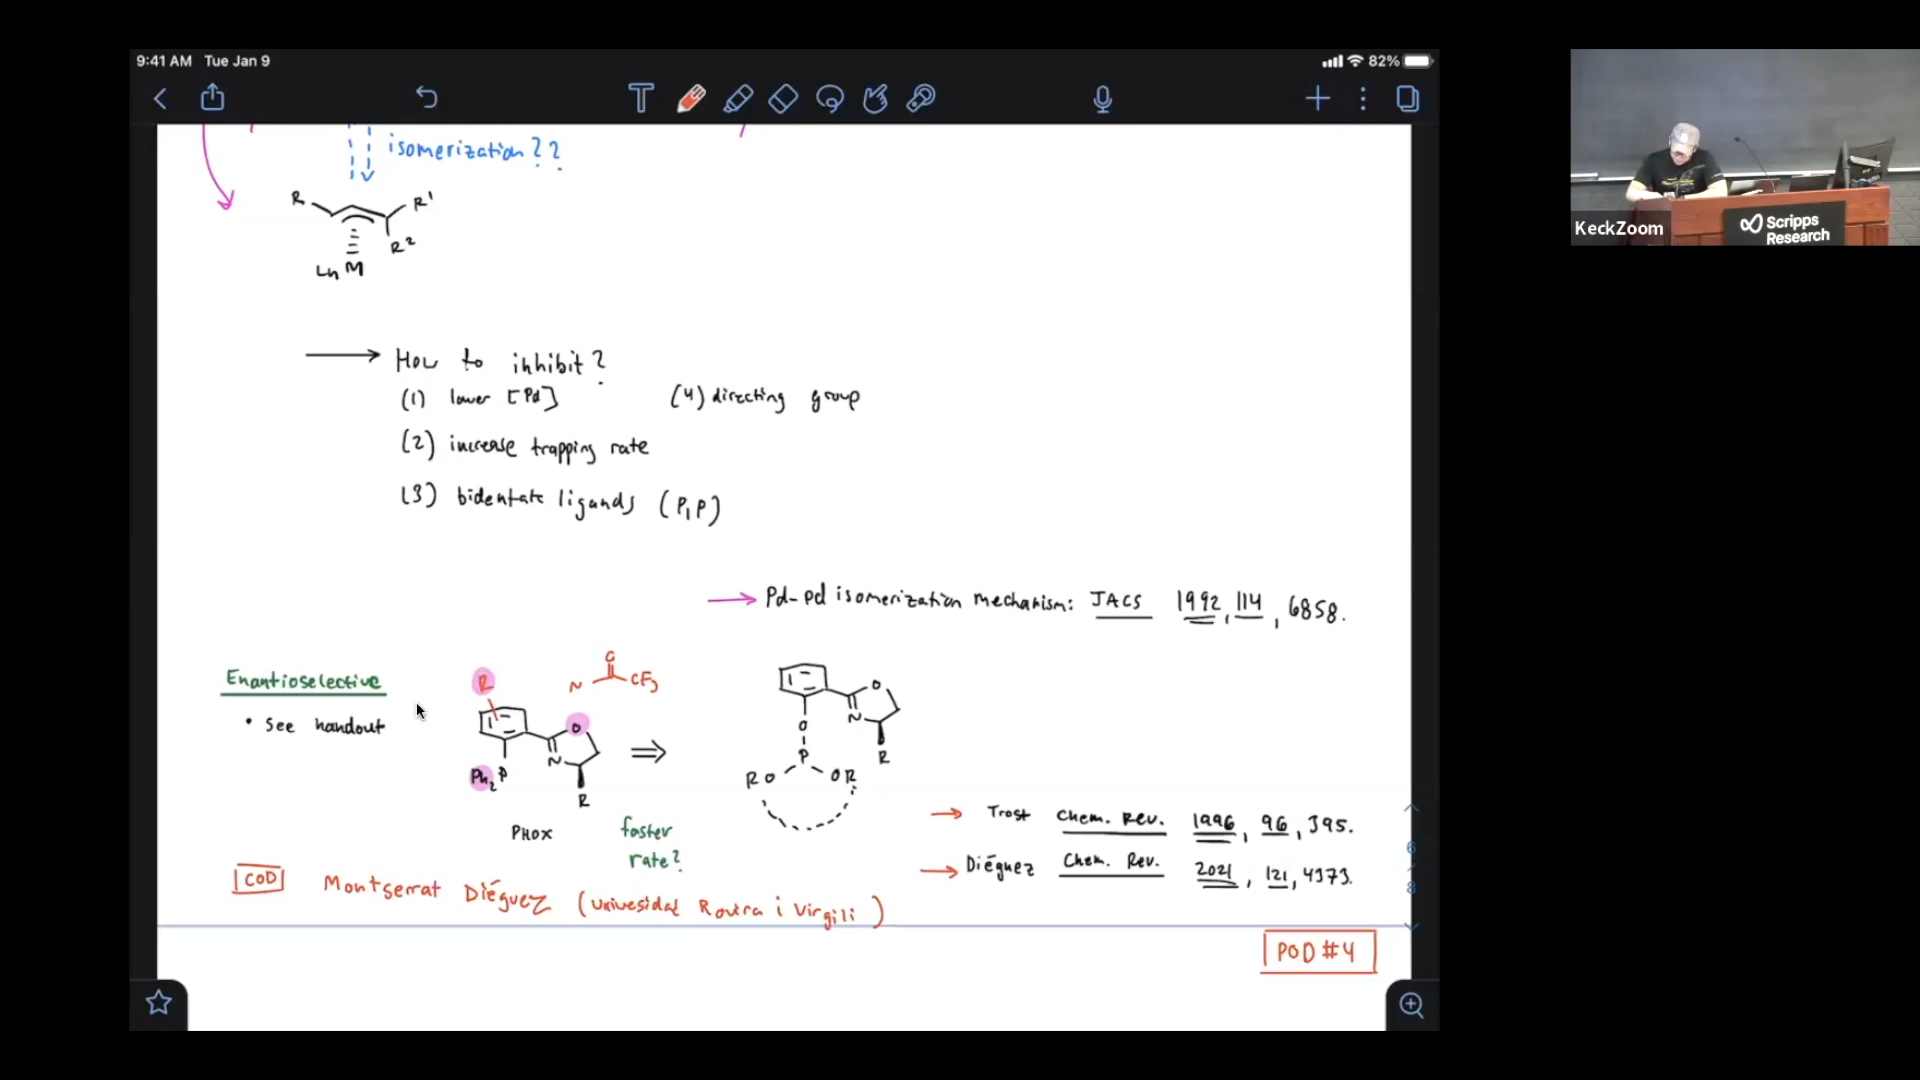 9:41 AM Tue Jan 9
82%
isomerization??
R
R'
R²
LnM
How to inhibit?
(1) lower [Pd]
(4) directing group
(2) increase trapping rate
(3) bidentate ligands (P,P)
Pd-Pd isomerization mechanism: JACS 1992, 114, 6858.
Enantioselective
• See handout
R
O
N
CF3
O
N
Ph2P
R
PHOX
faster
rate?
O
N
R
O
P
RO
OR
Trost Chem. Rev. 1996, 96, 395.
Diéguez Chem. Rev. 2021, 121, 4373.
COD
Montserrat Diéguez (Univesidad Rovira i Virgili)
6
8
POD #4
KeckZoom
Scripps
Research